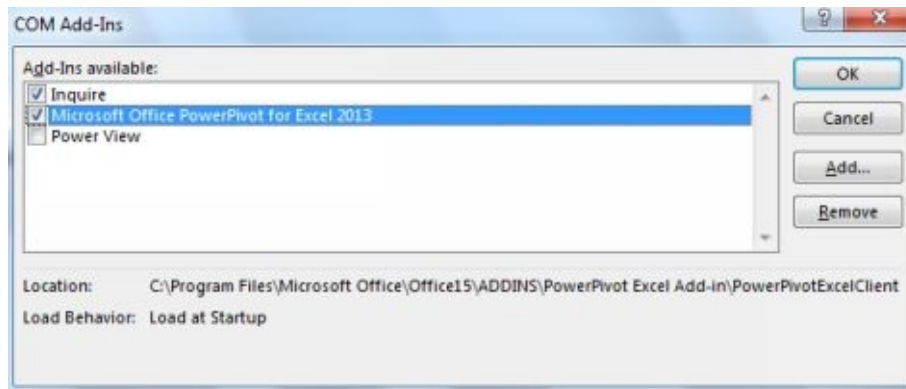 COM Add-Ins
Add-Ins available:
Inquire
Microsoft Office PowerPivot for Excel 2013
Power View
OK
Cancel
Add...
Remove
Location: C:\Program Files\Microsoft Office\Office15\ADDINS\PowerPivot Excel Add-in\PowerPivotExcelClient
Load Behavior: Load at Startup